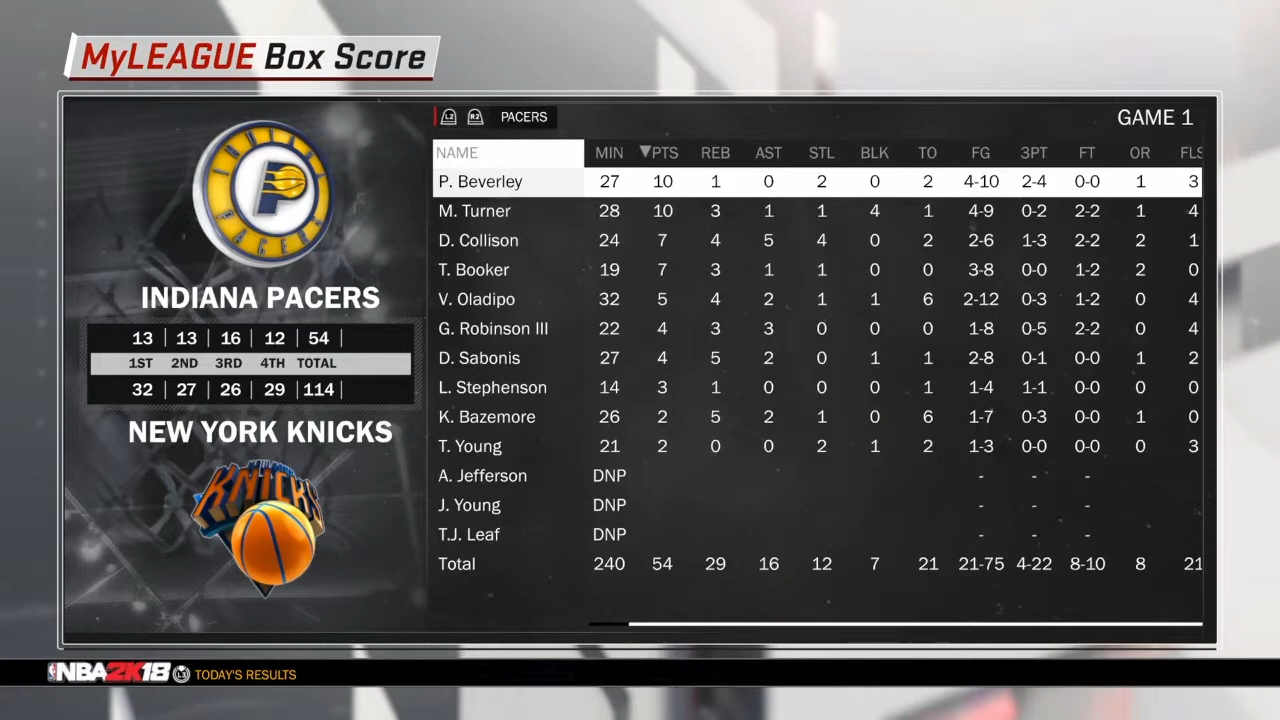 MyLEAGUE Box Score
L2 R2 PACERS GAME 1
NAME MIN ▼PTS REB AST STL BLK TO FG 3PT FT OR FLS
P. Beverley 27 10 1 0 2 0 2 4-10 2-4 0-0 1 3
M. Turner 28 10 3 1 1 4 1 4-9 0-2 2-2 1 4
D. Collison 24 7 4 5 4 0 2 2-6 1-3 2-2 2 1
T. Booker 19 7 3 1 1 0 0 3-8 0-0 1-2 2 0
V. Oladipo 32 5 4 2 1 1 6 2-12 0-3 1-2 0 4
G. Robinson III 22 4 3 3 0 0 0 1-8 0-5 2-2 0 4
D. Sabonis 27 4 5 2 0 1 1 2-8 0-1 0-0 1 2
L. Stephenson 14 3 1 0 0 0 1 1-4 1-1 0-0 0 0
K. Bazemore 26 2 5 2 1 0 6 1-7 0-3 0-0 1 0
T. Young 21 2 0 0 2 1 2 1-3 0-0 0-0 0 3
A. Jefferson DNP - - -
J. Young DNP - - -
T.J. Leaf DNP - - -
Total 240 54 29 16 12 7 21 21-75 4-22 8-10 8 21
INDIANA
PACERS
INDIANA PACERS
13 | 13 | 16 | 12 | 54 |
1ST 2ND 3RD 4TH TOTAL
32 | 27 | 26 | 29 | 114 |
NEW YORK KNICKS
NEW YORK
KNICKS
NBA2K18 TODAY'S RESULTS